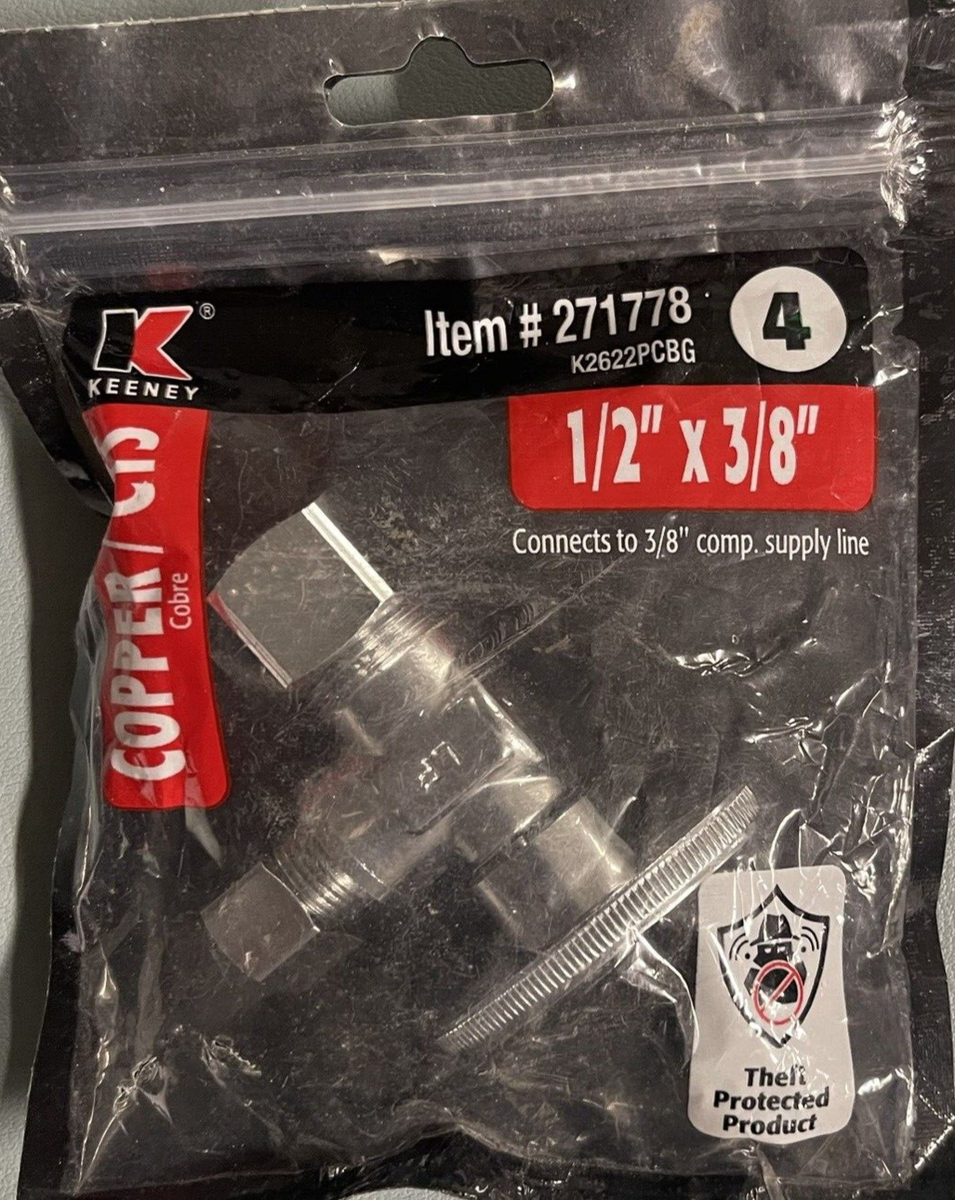 K®
KEENEY
Item # 271778
K2622PCBG
4
1/2" x 3/8"
Connects to 3/8" comp. supply line
COPPER/
Cobre
Theft
Protected
Product